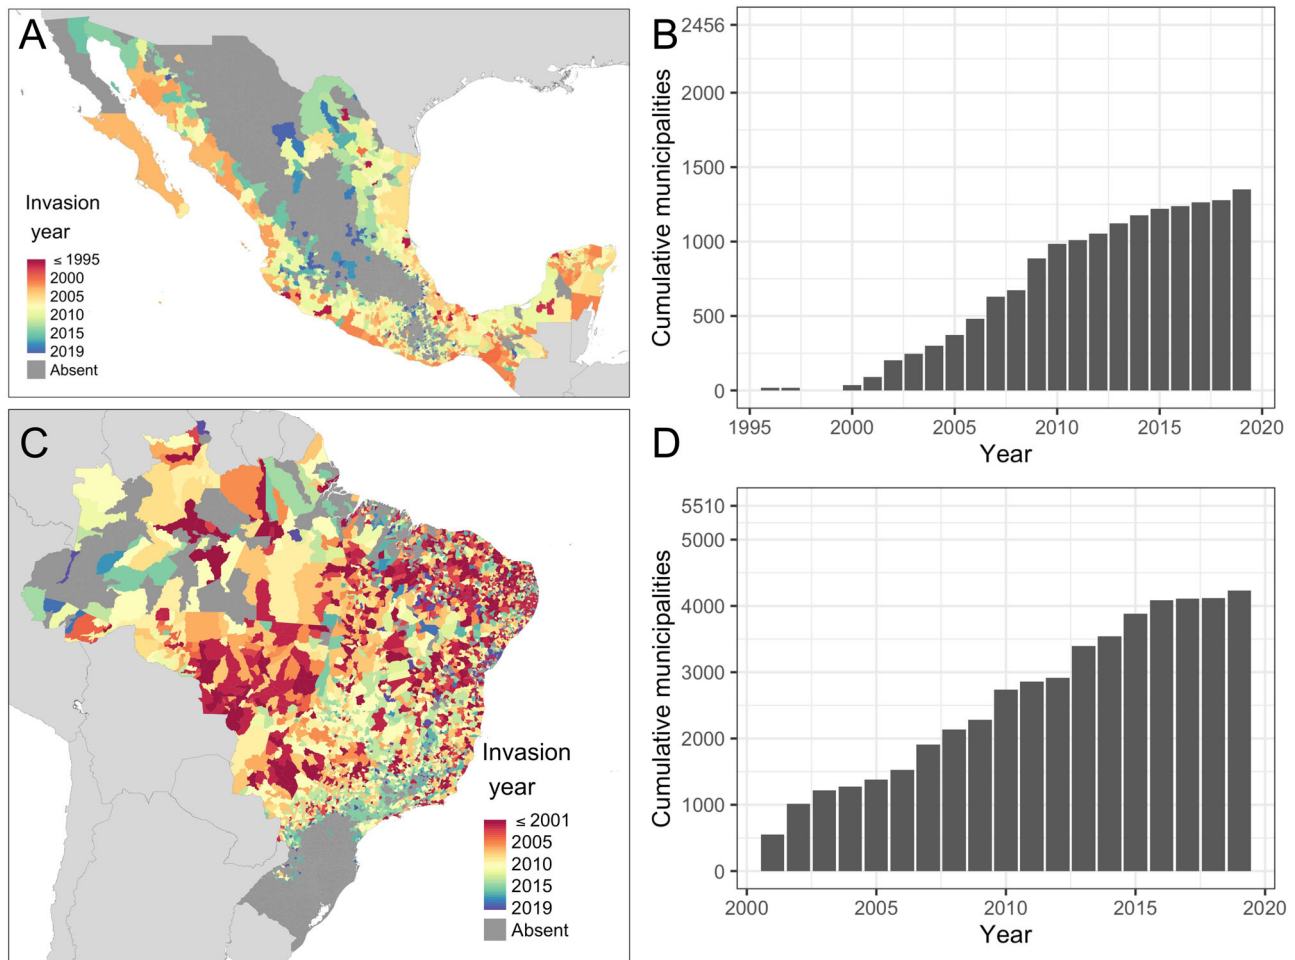 A
Invasion
year
≤ 1995
2000
2005
2010
2015
2019
Absent
B
Cumulative municipalities
2456
2000
1500
1000
500
0
1995
2000
2005
2010
2015
2020
Year
C
Invasion
year
≤ 2001
2005
2010
2015
2019
Absent
D
Cumulative municipalities
5510
5000
4000
3000
2000
1000
0
2000
2005
2010
2015
2020
Year